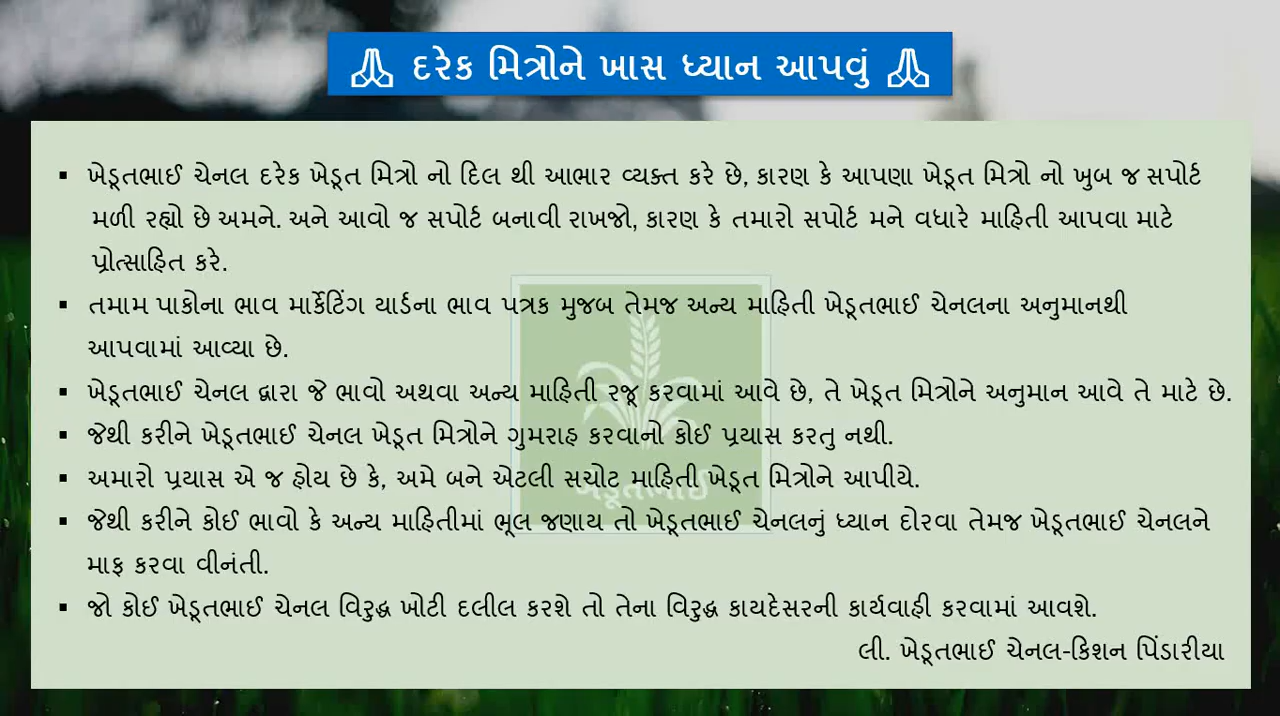 🙏 દરેક મિત્રોને ખાસ ધ્યાન આપવું 🙏
▪ ખેડૂતભાઈ ચેનલ દરેક ખેડૂત મિત્રો નો દિલ થી આભાર વ્યક્ત કરે છે, કારણ કે આપણા ખેડૂત મિત્રો નો ખુબ જ સપોર્ટ
મળી રહ્યો છે અમને. અને આવો જ સપોર્ટ બનાવી રાખજો, કારણ કે તમારો સપોર્ટ મને વધારે માહિતી આપવા માટે
પ્રોત્સાહિત કરે.
▪ તમામ પાકોના ભાવ માર્કેટિંગ યાર્ડના ભાવ પત્રક મુજબ તેમજ અન્ય માહિતી ખેડૂતભાઈ ચેનલના અનુમાનથી
આપવામાં આવ્યા છે.
▪ ખેડૂતભાઈ ચેનલ દ્વારા જે ભાવો અથવા અન્ય માહિતી રજૂ કરવામાં આવે છે, તે ખેડૂત મિત્રોને અનુમાન આવે તે માટે છે.
▪ જેથી કરીને ખેડૂતભાઈ ચેનલ ખેડૂત મિત્રોને ગુમરાહ કરવાનો કોઈ પ્રયાસ કરતુ નથી.
▪ અમારો પ્રયાસ એ જ હોય છે કે, અમે બને એટલી સચોટ માહિતી ખેડૂત મિત્રોને આપીયે.
ખેડૂતભાઈ
▪ જેથી કરીને કોઈ ભાવો કે અન્ય માહિતીમાં ભૂલ જણાય તો ખેડૂતભાઈ ચેનલનું ધ્યાન દોરવા તેમજ ખેડૂતભાઈ ચેનલને
માફ કરવા વીનંતી.
▪ જો કોઈ ખેડૂતભાઈ ચેનલ વિરુદ્ધ ખોટી દલીલ કરશે તો તેના વિરુદ્ધ કાયદેસરની કાર્યવાહી કરવામાં આવશે.
લી. ખેડૂતભાઈ ચેનલ-કિશન પિંડારીયા